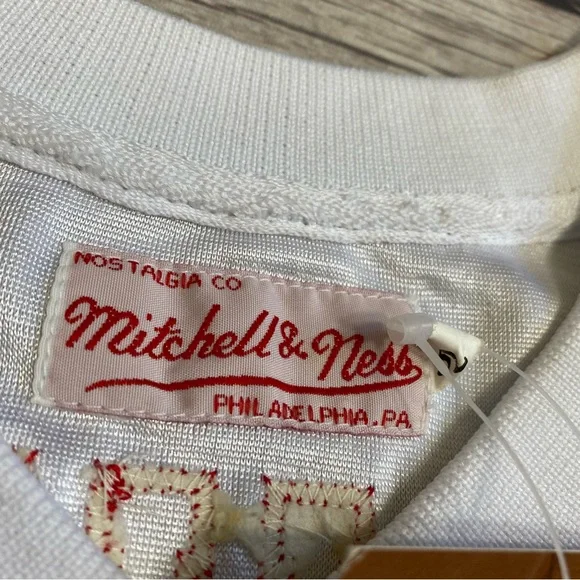 NOSTALGIA CO
Mitchell & Ness
PHILADELPHIA, PA